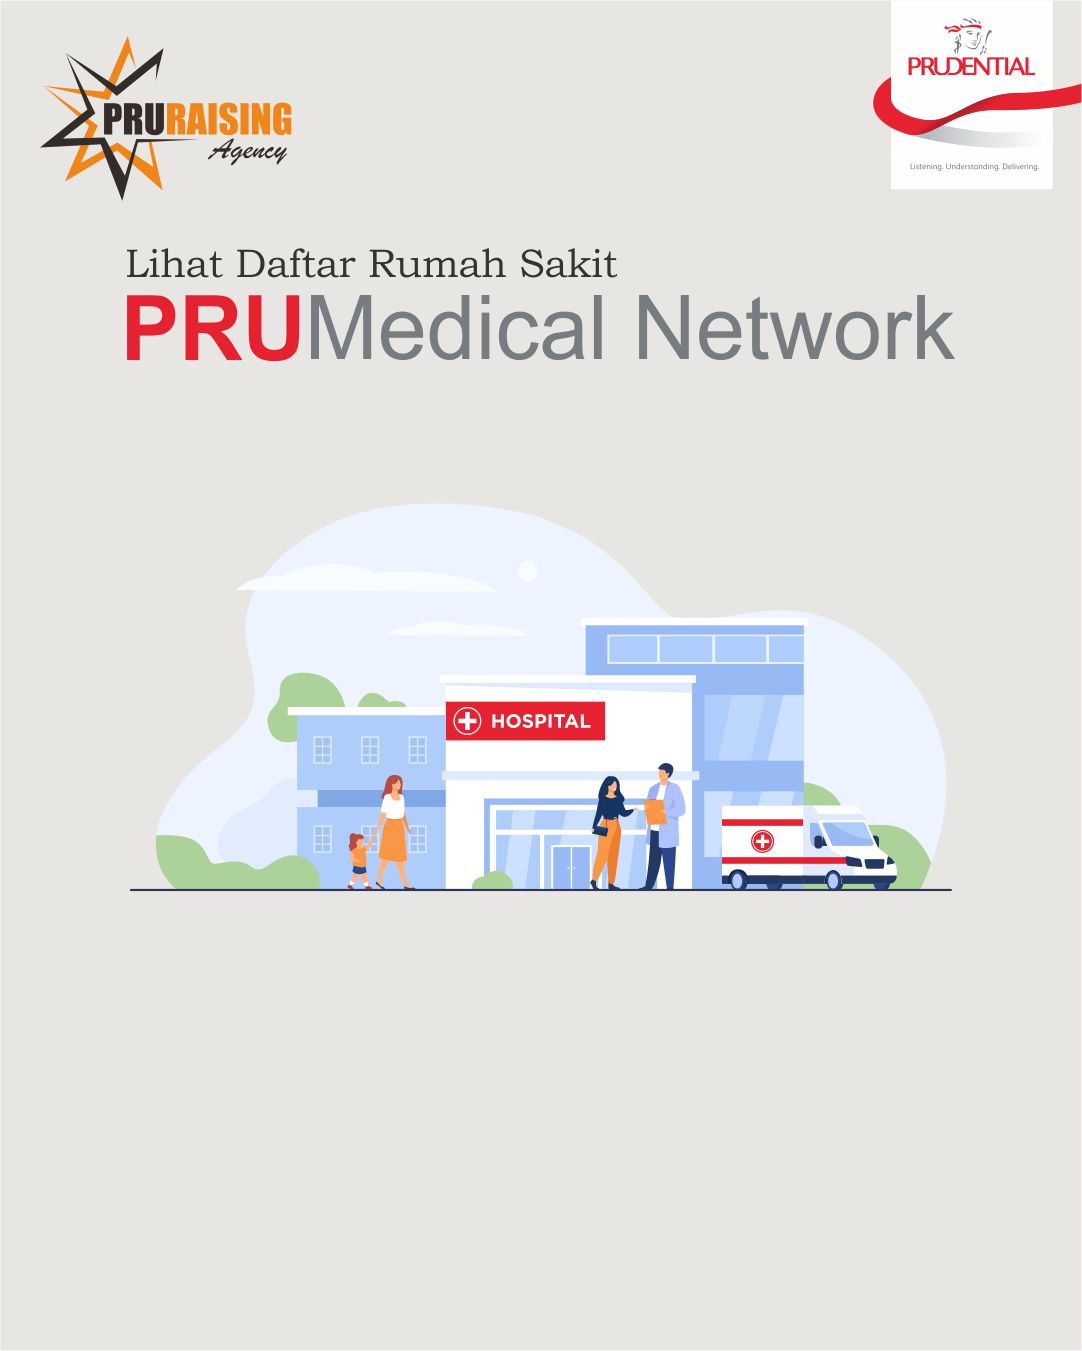 PRURAISING
Agency
PRUDENTIAL
Listening. Understanding. Delivering.
Lihat Daftar Rumah Sakit
PRUMedical Network
HOSPITAL